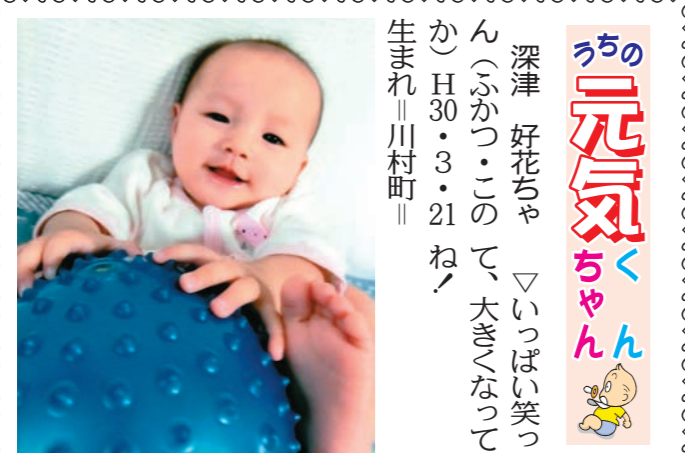 うちの
元気
くん
ちゃん
深津　好花ちゃ
ん（ふかつ・この
か）H30・3・21
生まれ＝川村町＝
▽いっぱい笑っ
て、大きくなって
ね！